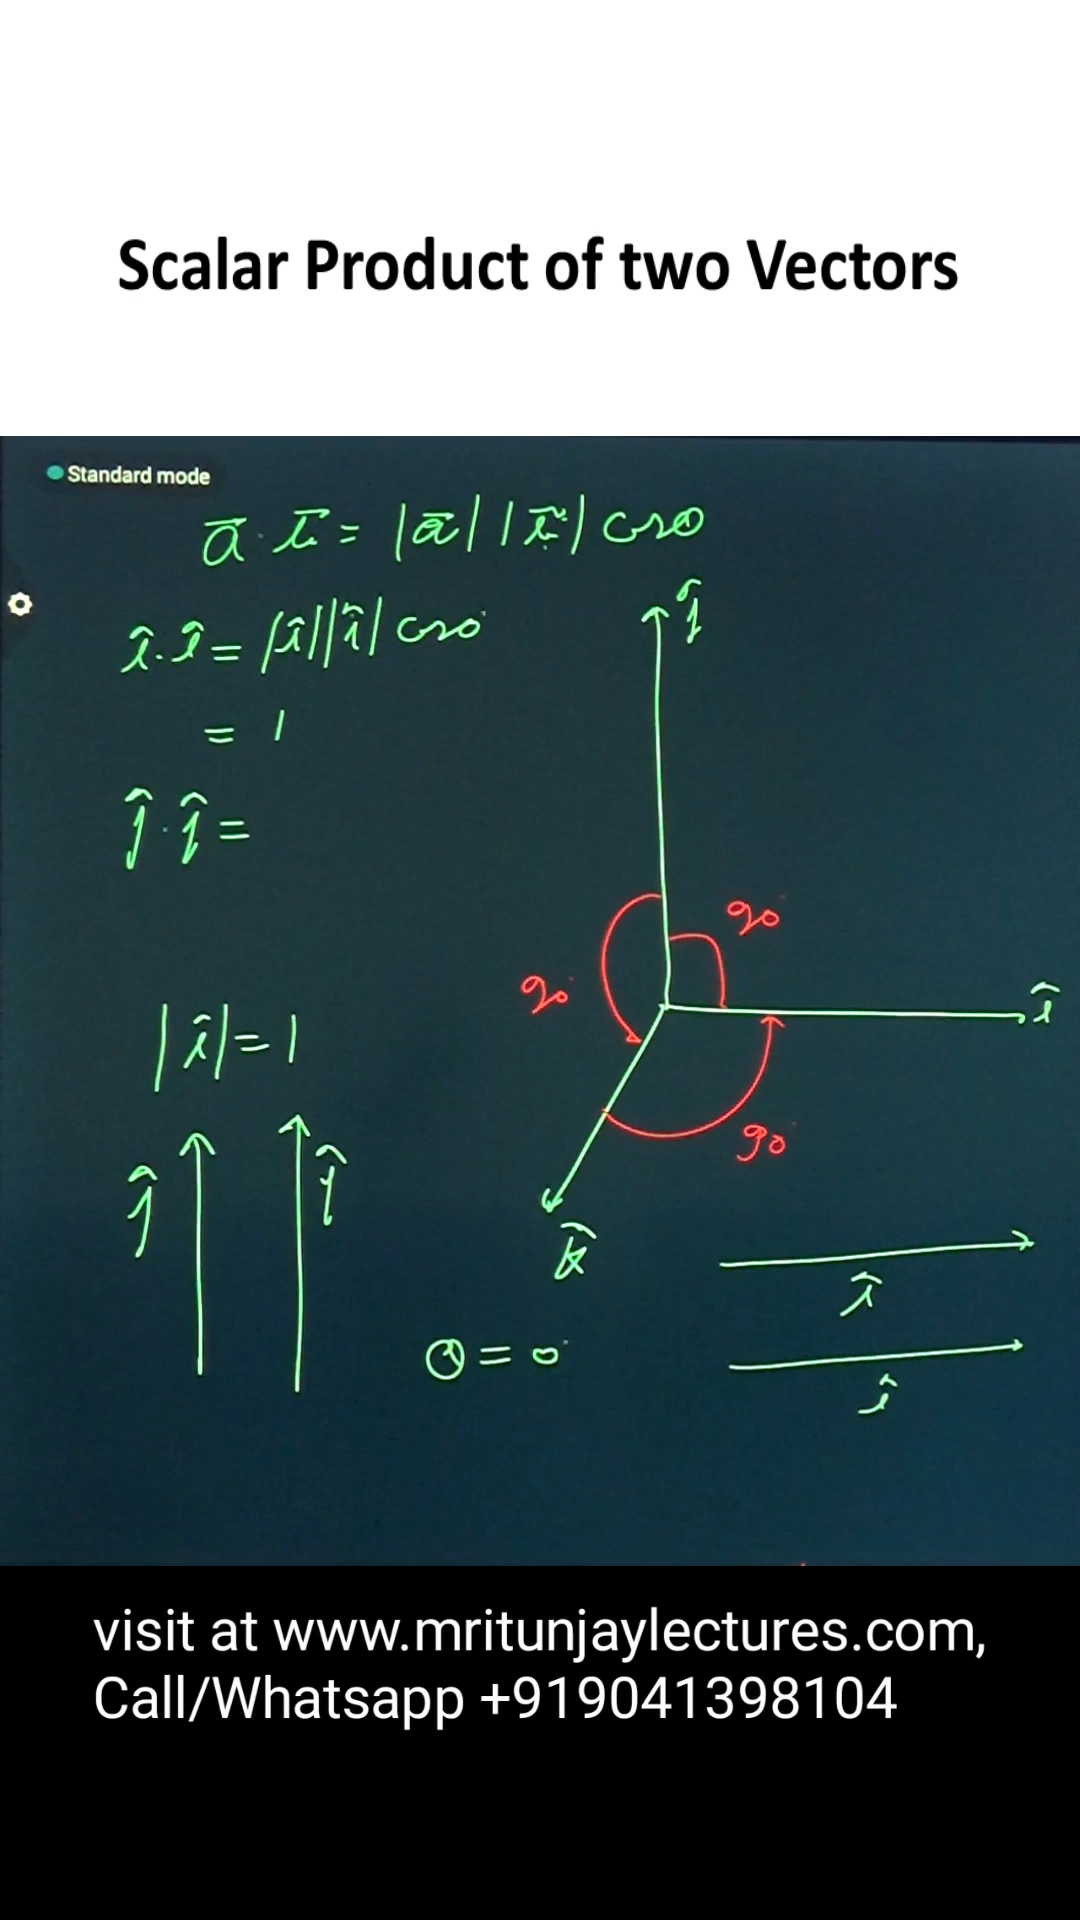 Scalar Product of two Vectors
Standard mode
a̅ · b̅ = |a̅| |b̅| cosθ
î · î = |î||î| cos0°
= 1
ĵ · ĵ =
|î| = 1
ĵ
ĵ
θ = 0°
ĵ
90°
90°
î
90°
k̂
î
î
visit at www.mritunjaylectures.com,
Call/Whatsapp +919041398104